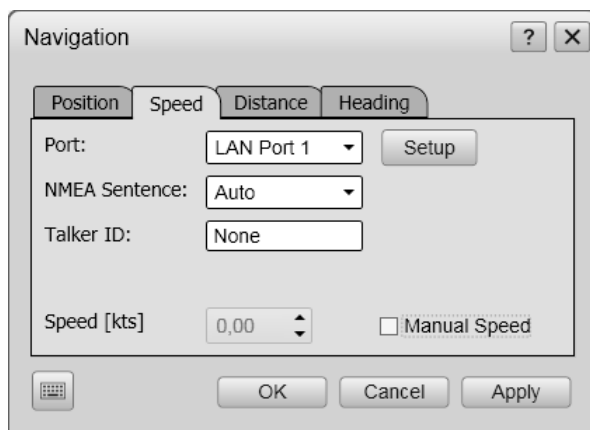 Navigation ?
Position Speed Distance Heading
Port: LAN Port 1 Setup
NMEA Sentence: Auto
Talker ID: None
Speed [kts] 0,00 Manual Speed
OK Cancel Apply